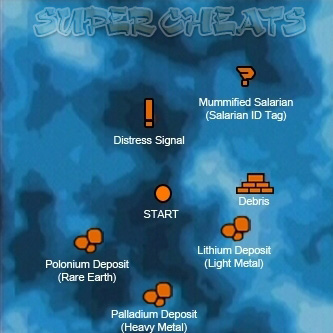 SUPER CHEATS
Mummified Salarian
(Salarian ID Tag)
Distress Signal
Debris
START
Lithium Deposit
(Light Metal)
Polonium Deposit
(Rare Earth)
Palladium Deposit
(Heavy Metal)